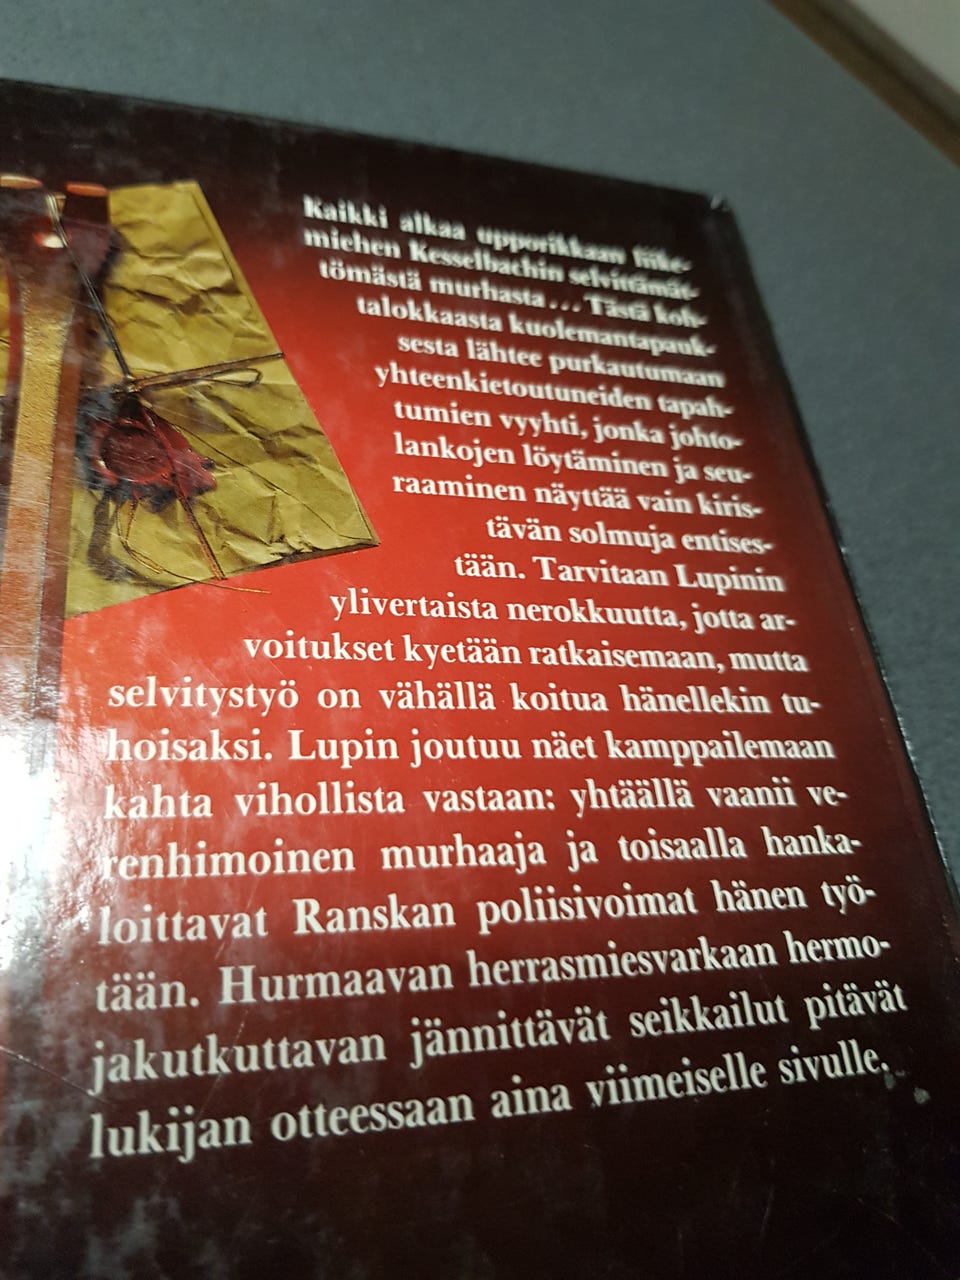 Kaikki alkaa upporikkaan liike-
miehen Kesselbachin selvittämät-
tömästä murhasta... Tästä koh-
talokkaasta kuolemantapauk-
sesta lähtee purkautumaan
yhteenkietoutuneiden tapah-
tumien vyyhti, jonka johto-
lankojen löytäminen ja seu-
raaminen näyttää vain kiris-
tävän solmuja entises-
tään. Tarvitaan Lupinin
ylivertaista nerokkuutta, jotta ar-
voitukset kyetään ratkaisemaan, mutta
selvitystyö on vähällä koitua hänellekin tu-
hoisaksi. Lupin joutuu näet kamppailemaan
kahta vihollista vastaan: yhtäällä vaanii ve-
renhimoinen murhaaja ja toisaalla hanka-
loittavat Ranskan poliisivoimat hänen työ-
tään. Hurmaavan herrasmiesvarkaan hermo-
jakutkuttavan jännittävät seikkailut pitävät
lukijan otteessaan aina viimeiselle sivulle.